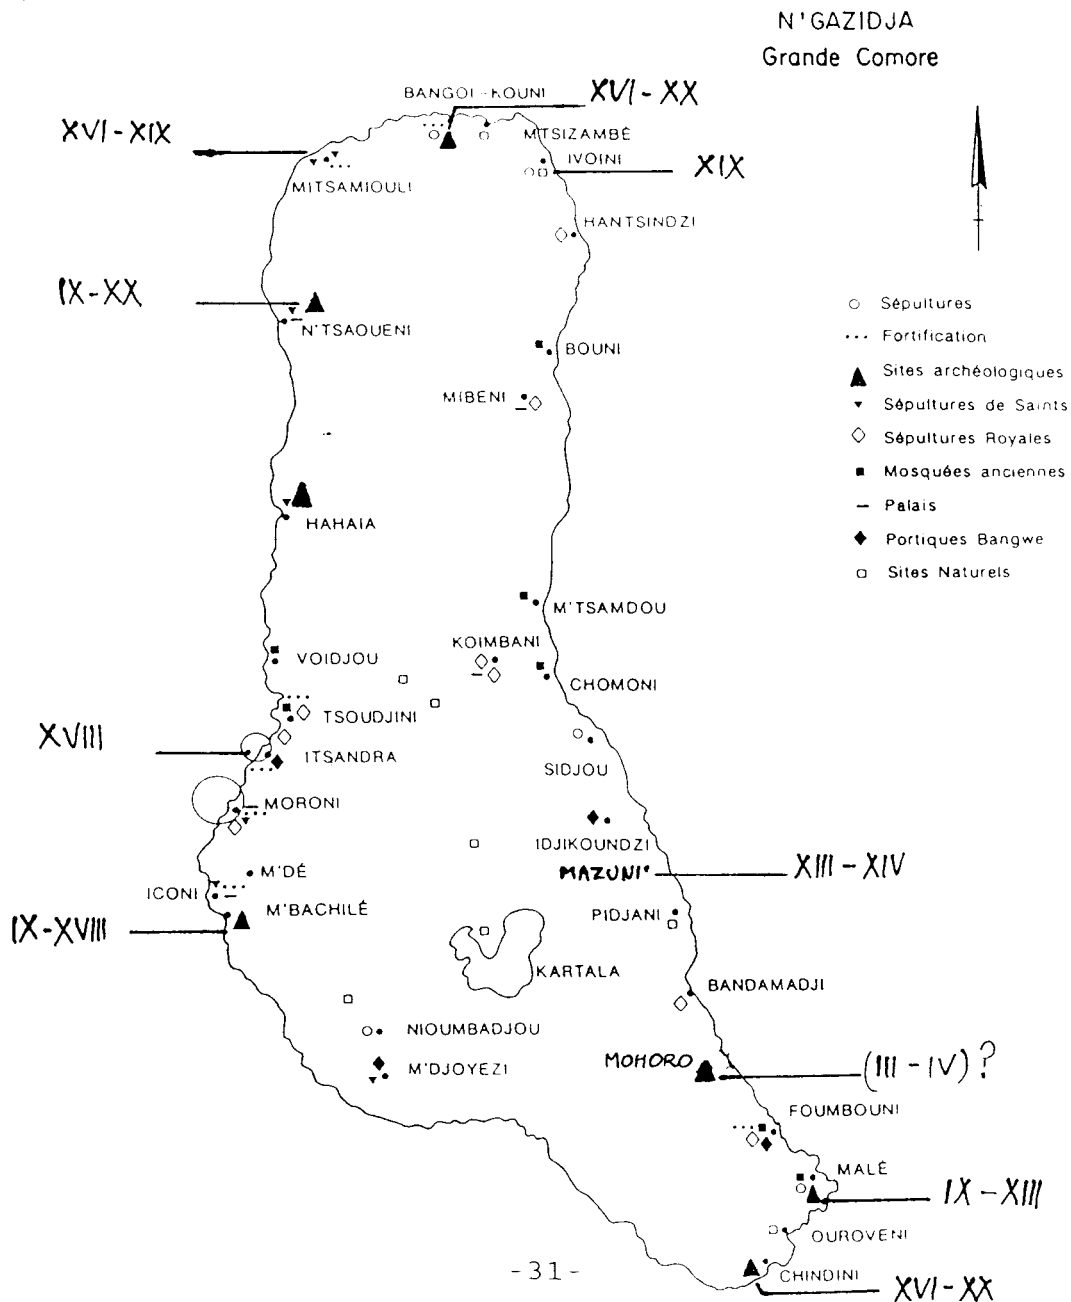 N'GAZIDJA
Grande Comore
BANGOI-KOUNI
XVI-XX
XVI-XIX
MTSIZAMBÉ
IVOINI
XIX
MITSAMIOULI
HANTSINDZI
IX-XX
N'TSAOUENI
BOUNI
MIBENI
○ Sépultures
... Fortification
▲ Sites archéologiques
▼ Sépultures de Saints
◇ Sépultures Royales
■ Mosquées anciennes
– Palais
◆ Portiques Bangwe
□ Sites Naturels
HAHAIA
M'TSAMDOU
KOIMBANI
VOIDJOU
CHOMONI
TSOUDJINI
XVIII
ITSANDRA
SIDJOU
MORONI
IDJIKOUNDZI
MAZUNI
XIII-XIV
M'DÉ
ICONI
M'BACHILÉ
IX-XVIII
PIDJANI
KARTALA
BANDAMADJI
NIOUMBADJOU
MOHORO
(III-IV)?
M'DJOYEZI
FOUMBOUNI
MALÉ
IX-XIII
OUROVENI
-31-
CHINDINI
XVI-XX